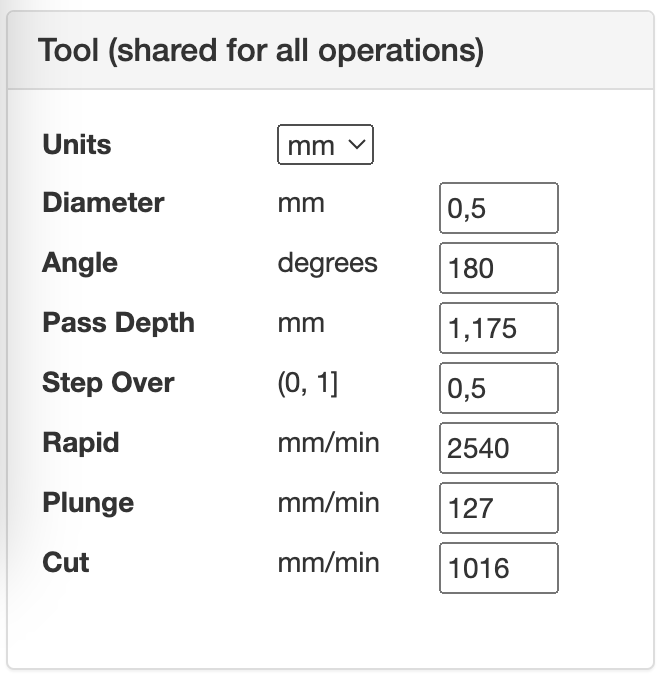 Tool (shared for all operations)
Units mm
Diameter mm 0,5
Angle degrees 180
Pass Depth mm 1,175
Step Over (0, 1] 0,5
Rapid mm/min 2540
Plunge mm/min 127
Cut mm/min 1016